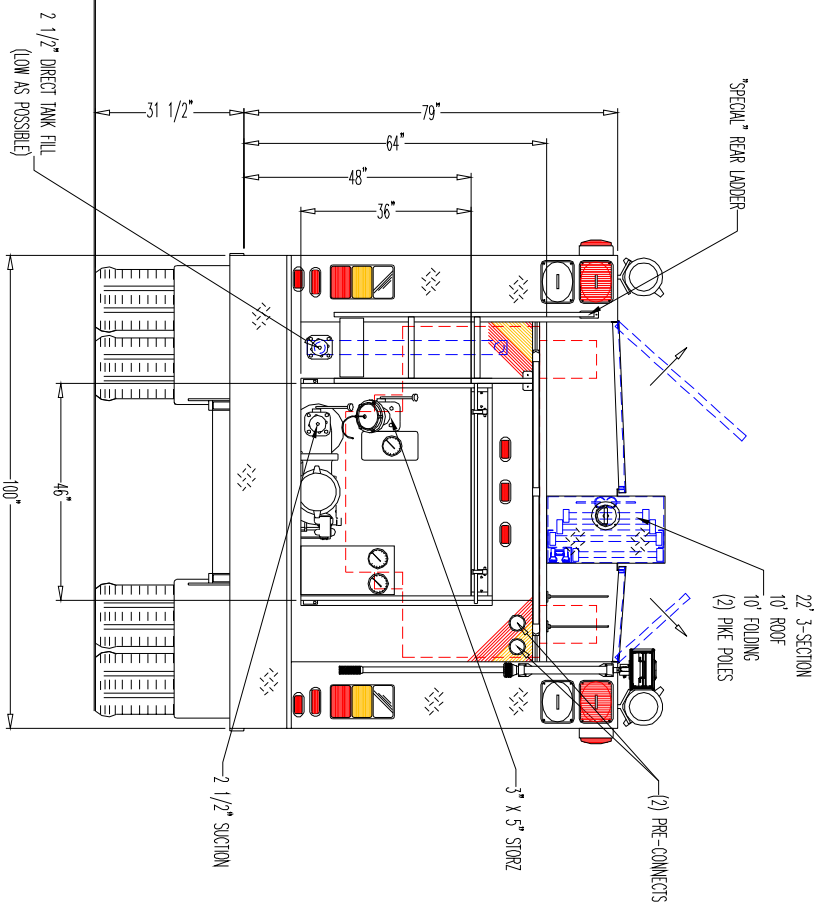 22' 3-SECTION
10' ROOF
10' FOLDING
(2) PIKE POLES
(2) PRE-CONNECTS
3" X 5" STORZ
2 1/2" SUCTION
"SPECIAL" REAR LADDER
2 1/2" DIRECT TANK FILL
(LOW AS POSSIBLE)
79"
64"
48"
36"
31 1/2"
46"
100"